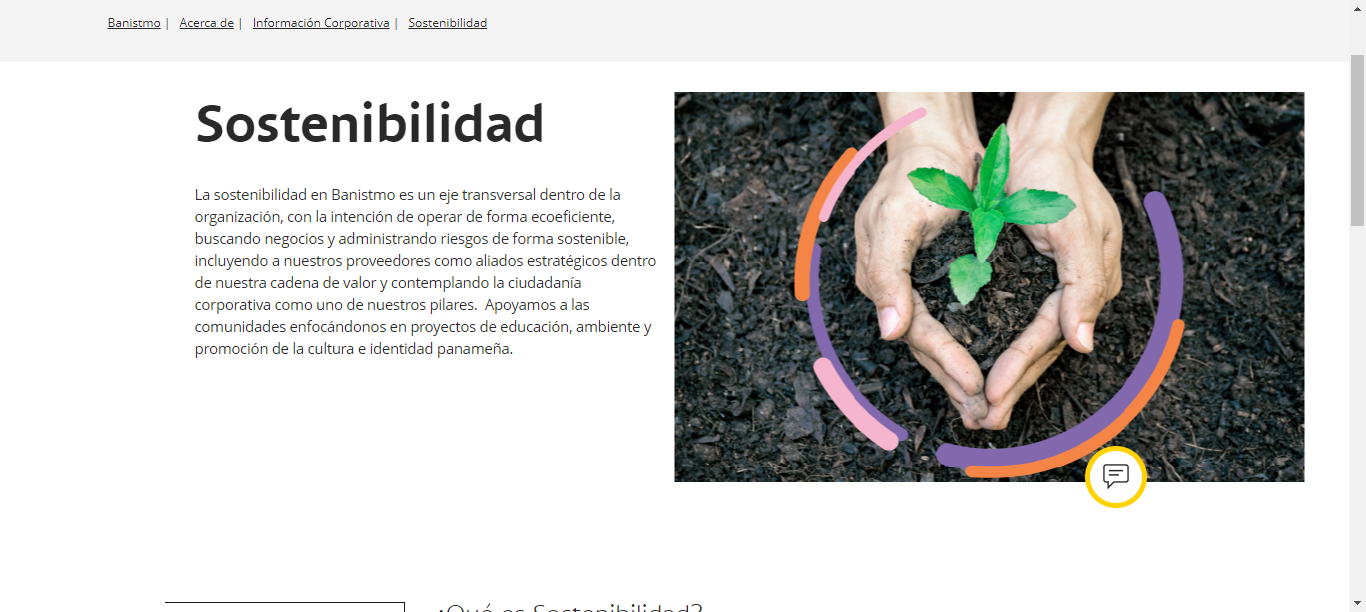 Banistmo | Acerca de | Información Corporativa | Sostenibilidad
Sostenibilidad
La sostenibilidad en Banistmo es un eje transversal dentro de la
organización, con la intención de operar de forma ecoeficiente,
buscando negocios y administrando riesgos de forma sostenible,
incluyendo a nuestros proveedores como aliados estratégicos dentro
de nuestra cadena de valor y contemplando la ciudadanía
corporativa como uno de nuestros pilares.  Apoyamos a las
comunidades enfocándonos en proyectos de educación, ambiente y
promoción de la cultura e identidad panameña.
¿Qué es Sostenibilidad?